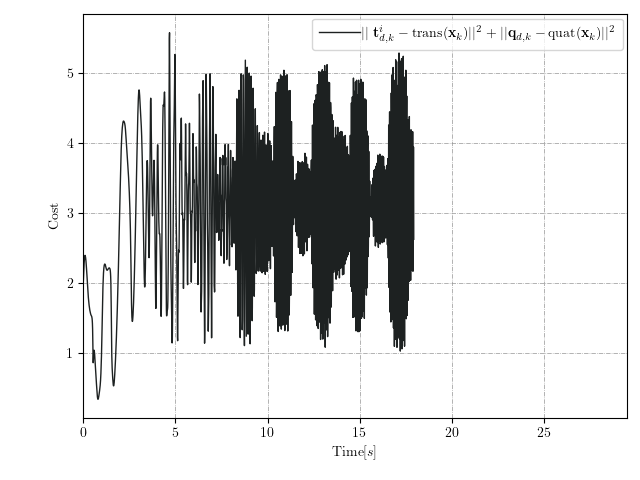 || t^i_{d,k} − trans(x_k)||² + ||q_{d,k} − quat(x_k)||²
5
4
3
2
1
Cost
0 5 10 15 20 25
Time[s]